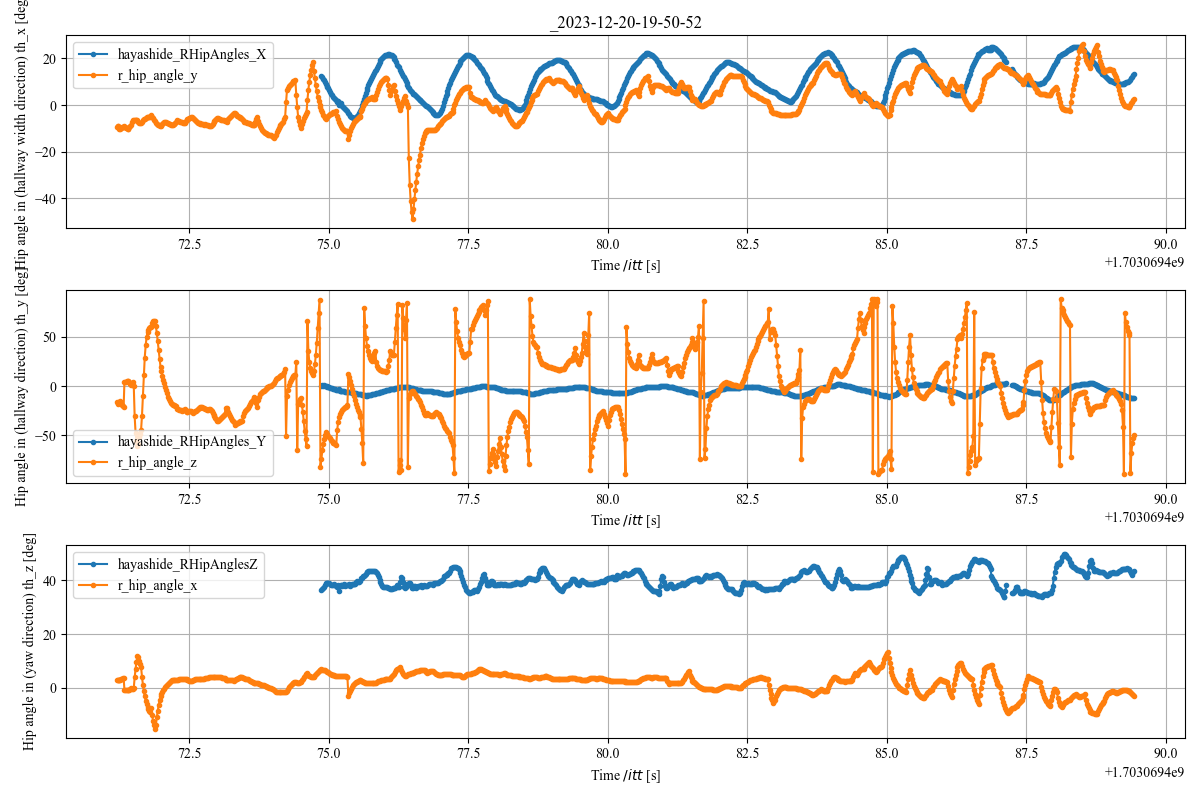 _2023-12-20-19-50-52
Hip angle in (hallway width direction) th_x [deg]
20
0
−20
−40
hayashide_RHipAngles_X
r_hip_angle_y
72.5 75.0 77.5 80.0 82.5 85.0 87.5 90.0
Time /itt [s]
+1.7030694e9
Hip angle in (hallway direction) th_y [deg]
50
0
−50
hayashide_RHipAngles_Y
r_hip_angle_z
72.5 75.0 77.5 80.0 82.5 85.0 87.5 90.0
Time /itt [s]
+1.7030694e9
Hip angle in (yaw direction) th_z [deg]
40
20
0
hayashide_RHipAnglesZ
r_hip_angle_x
72.5 75.0 77.5 80.0 82.5 85.0 87.5 90.0
Time /itt [s]
+1.7030694e9